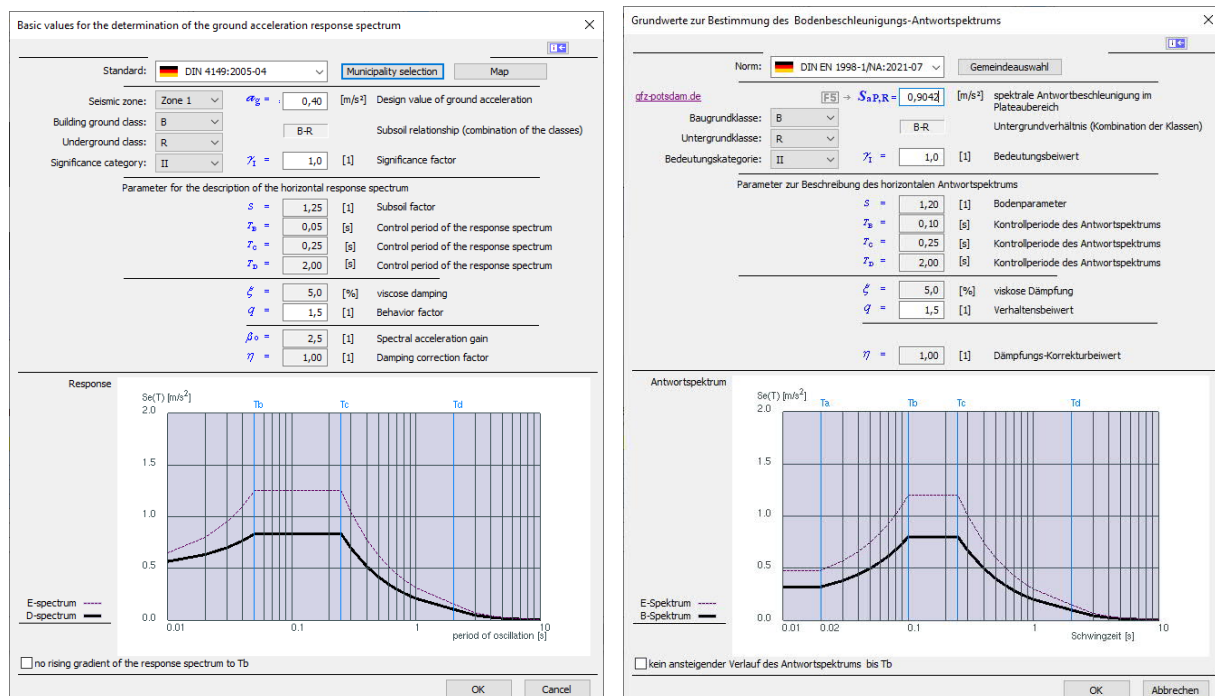 Basic values for the determination of the ground acceleration response spectrum
Standard: DIN 4149:2005-04 Municipality selection Map
Seismic zone: Zone 1 αg = 0,40 [m/s²] Design value of ground acceleration
Building ground class: B
B-R Subsoil relationship (combination of the classes)
Underground class: R
Significance category: II γI = 1,0 [1] Significance factor
Parameter for the description of the horizontal response spectrum
S = 1,25 [1] Subsoil factor
TB = 0,05 [s] Control period of the response spectrum
TC = 0,25 [s] Control period of the response spectrum
TD = 2,00 [s] Control period of the response spectrum
ζ = 5,0 [%] viscose damping
q = 1,5 [1] Behavior factor
β0 = 2,5 [1] Spectral acceleration gain
η = 1,00 [1] Damping correction factor
Response
Se(T) [m/s²]
Tb Tc Td
2.0
1.5
1.0
0.5
0.0
E-spectrum
D-spectrum
0.01 0.1 1 10
period of oscillation [s]
no rising gradient of the response spectrum to Tb
OK Cancel
Grundwerte zur Bestimmung des Bodenbeschleunigungs-Antwortspektrums
Norm: DIN EN 1998-1/NA:2021-07 Gemeindeauswahl
gfz-potsdam.de F5 → SaP,R = 0,9042 [m/s²] spektrale Antwortbeschleunigung im
Plateaubereich
Baugrundklasse: B
B-R Untergrundverhältnis (Kombination der Klassen)
Untergrundklasse: R
Bedeutungskategorie: II γI = 1,0 [1] Bedeutungsbeiwert
Parameter zur Beschreibung des horizontalen Antwortspektrums
S = 1,20 [1] Bodenparameter
TB = 0,10 [s] Kontrollperiode des Antwortspektrums
TC = 0,25 [s] Kontrollperiode des Antwortspektrums
TD = 2,00 [s] Kontrollperiode des Antwortspektrums
ζ = 5,0 [%] viskose Dämpfung
q = 1,5 [1] Verhaltensbeiwert
η = 1,00 [1] Dämpfungs-Korrekturbeiwert
Antwortspektrum
Se(T) [m/s²]
Ta Tb Tc Td
2.0
1.5
1.0
0.5
0.0
E-Spektrum
B-Spektrum
0.01 0.02 0.1 1 10
Schwingzeit [s]
kein ansteigender Verlauf des Antwortspektrums bis Tb
OK Abbrechen